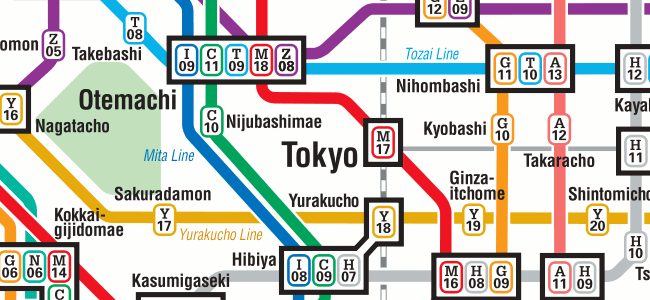 12 09
omon
Z 05
T 08
Takebashi
I 09 C 11 T 09 M 18 Z 08
Tozai Line
G 11 T 10 A 13
H 12
Nihombashi
Kayab
Otemachi
Y 16
Nagatacho
C 10
Nijubashimae
M 17
Tokyo
Kyobashi
G 10
A 12
Takaracho
H 11
Mita Line
Sakuradamon
Y 17
Yurakucho Line
Yurakucho
Y 18
Ginza-
itchome
Y 19
Shintomicho
Y 20
Kokkai-
gijidomae
G 06 N 06 M 14
C
Hibiya
I 08 C 09 H 07
Kasumigaseki
M 16 H 08 G 09
A 11 H 09
H 10
Ts